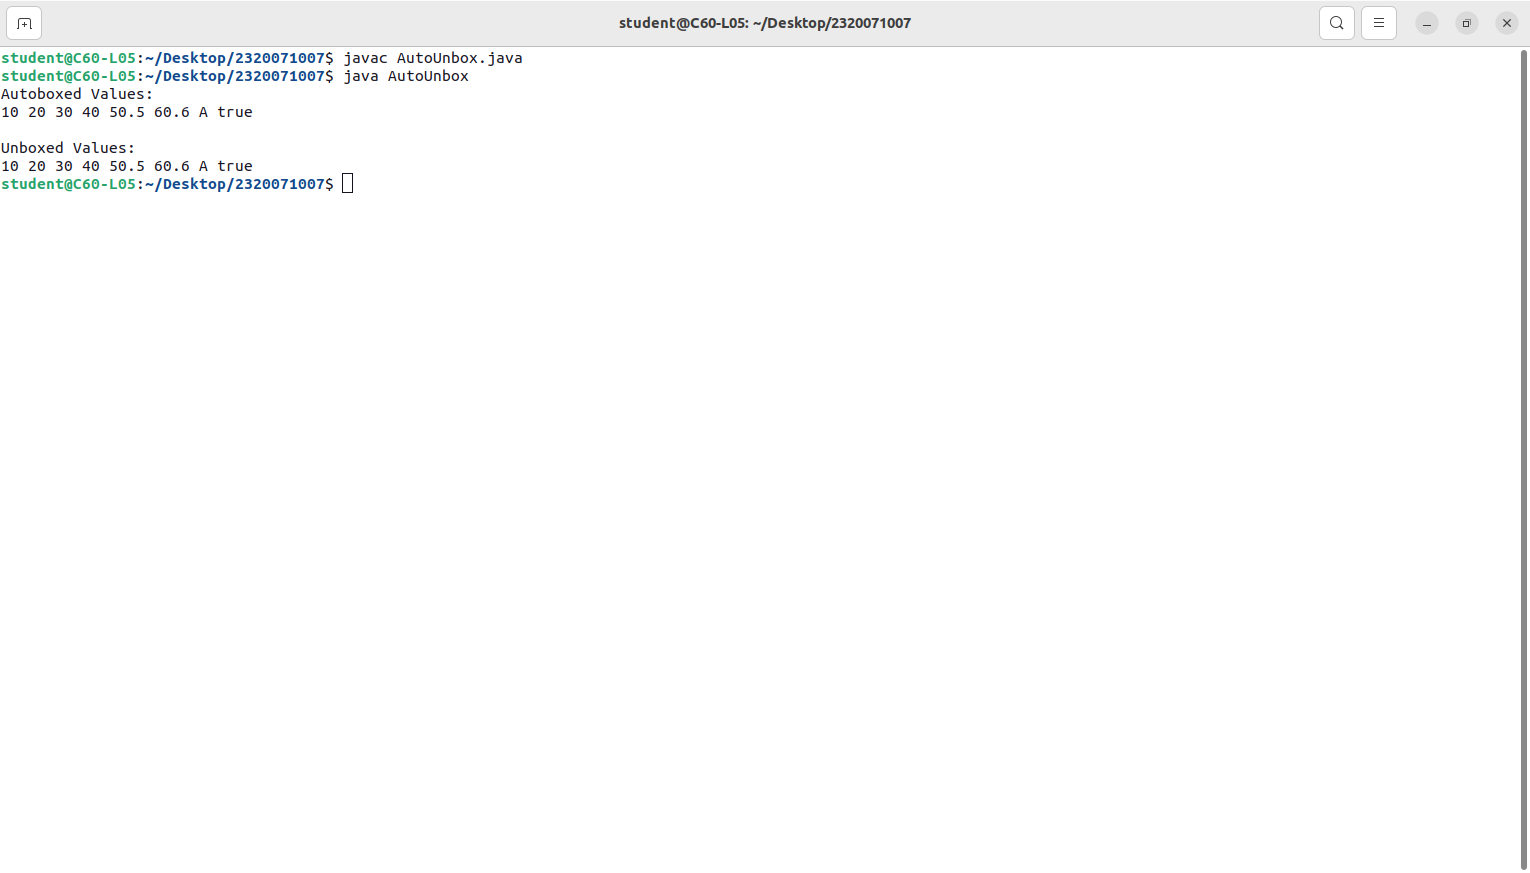 student@C60-L05: ~/Desktop/2320071007
student@C60-L05:~/Desktop/2320071007$ javac AutoUnbox.java
student@C60-L05:~/Desktop/2320071007$ java AutoUnbox
Autoboxed Values:
10 20 30 40 50.5 60.6 A true
Unboxed Values:
10 20 30 40 50.5 60.6 A true
student@C60-L05:~/Desktop/2320071007$